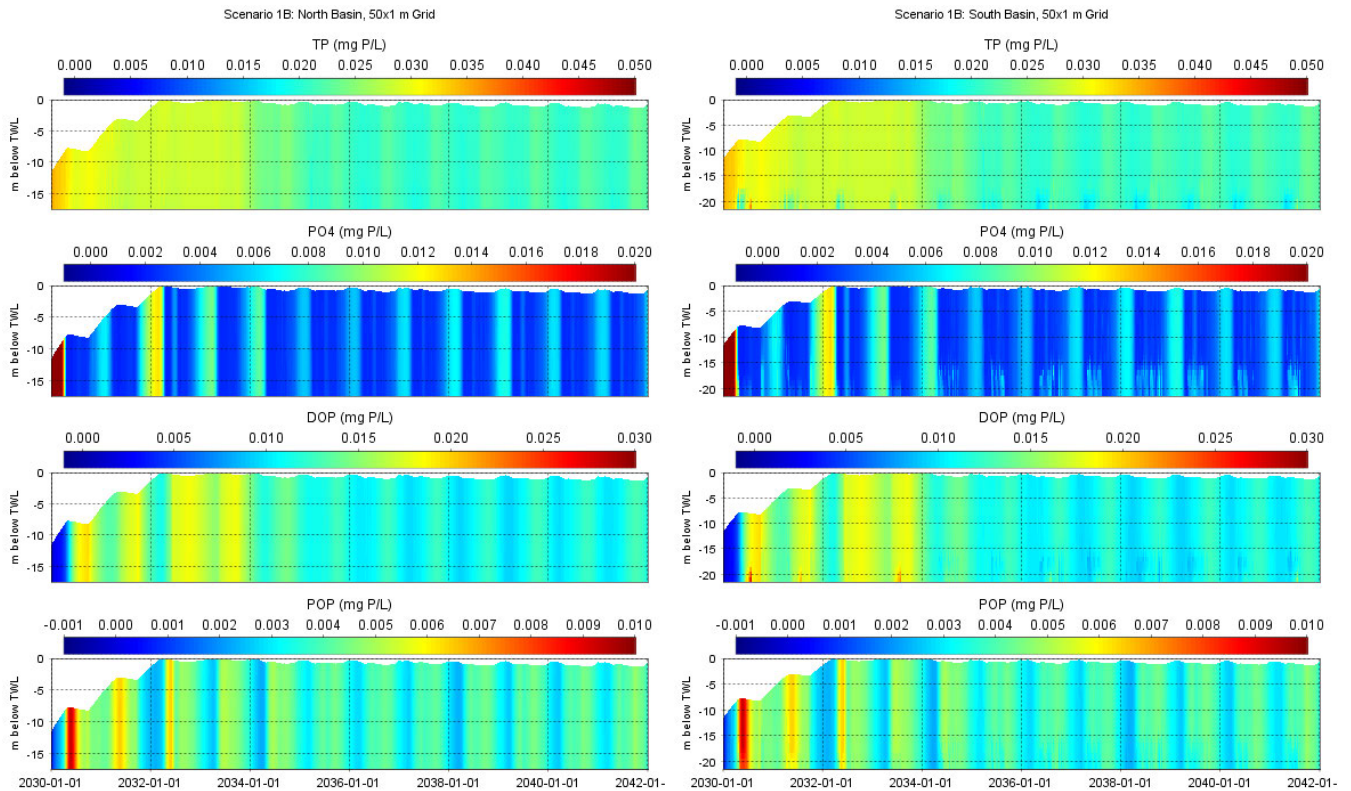 Scenario 1B: North Basin, 50x1 m Grid
TP (mg P/L)
0.000 0.005 0.010 0.015 0.020 0.025 0.030 0.035 0.040 0.045 0.050
0
-5
-10
-15
m below TWL
PO4 (mg P/L)
0.000 0.002 0.004 0.006 0.008 0.010 0.012 0.014 0.016 0.018 0.020
0
-5
-10
-15
m below TWL
DOP (mg P/L)
0.000 0.005 0.010 0.015 0.020 0.025 0.030
0
-5
-10
-15
m below TWL
POP (mg P/L)
-0.001 0.000 0.001 0.002 0.003 0.004 0.005 0.006 0.007 0.008 0.009 0.010
0
-5
-10
-15
m below TWL
2030-01-01 2032-01-01 2034-01-01 2036-01-01 2038-01-01 2040-01-01 2042-01-
Scenario 1B: South Basin, 50x1 m Grid
TP (mg P/L)
0.000 0.005 0.010 0.015 0.020 0.025 0.030 0.035 0.040 0.045 0.050
0
-5
-10
-15
-20
m below TWL
PO4 (mg P/L)
0.000 0.002 0.004 0.006 0.008 0.010 0.012 0.014 0.016 0.018 0.020
0
-5
-10
-15
-20
m below TWL
DOP (mg P/L)
0.000 0.005 0.010 0.015 0.020 0.025 0.030
0
-5
-10
-15
-20
m below TWL
POP (mg P/L)
-0.001 0.000 0.001 0.002 0.003 0.004 0.005 0.006 0.007 0.008 0.009 0.010
0
-5
-10
-15
-20
m below TWL
2030-01-01 2032-01-01 2034-01-01 2036-01-01 2038-01-01 2040-01-01 2042-01-